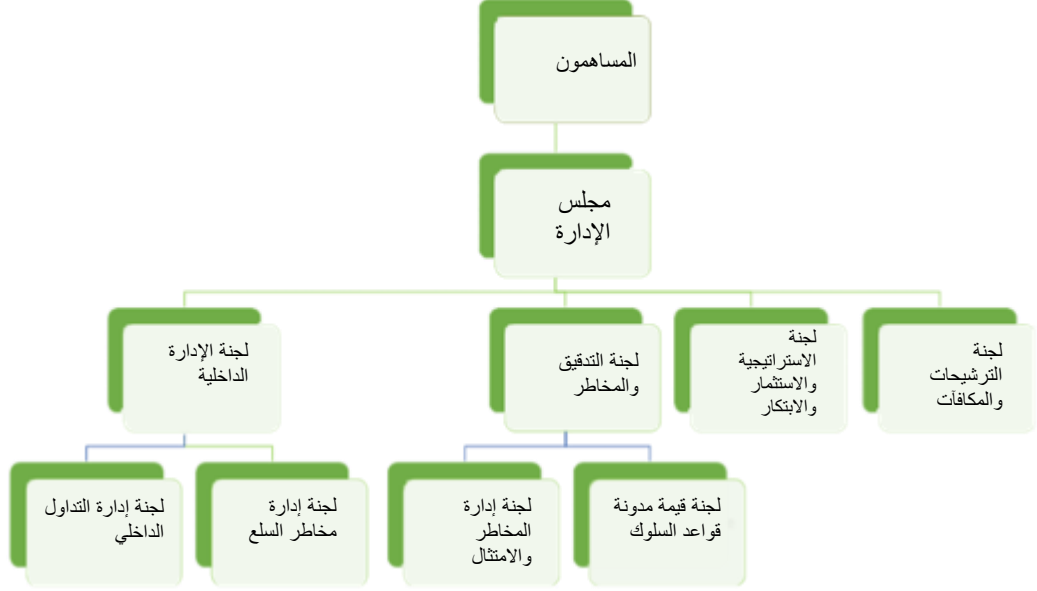 المساهمون
مجلس
الإدارة
لجنة
الترشيحات
والمكافآت
لجنة
الاستراتيجية
والاستثمار
والابتكار
لجنة التدقيق
والمخاطر
لجنة الإدارة
الداخلية
لجنة قيمة مدونة
قواعد السلوك
لجنة إدارة
المخاطر
والامتثال
لجنة إدارة
مخاطر السلع
لجنة إدارة التداول
الداخلي